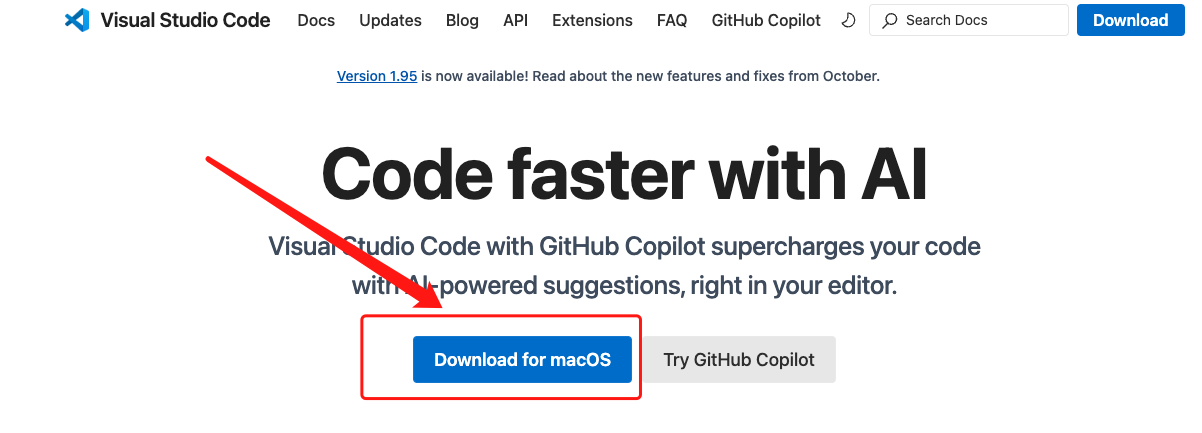 Visual Studio Code Docs Updates Blog API Extensions FAQ GitHub Copilot Search Docs Download
Version 1.95 is now available! Read about the new features and fixes from October.
Code faster with AI
Visual Studio Code with GitHub Copilot supercharges your code
with AI-powered suggestions, right in your editor.
Download for macOS Try GitHub Copilot